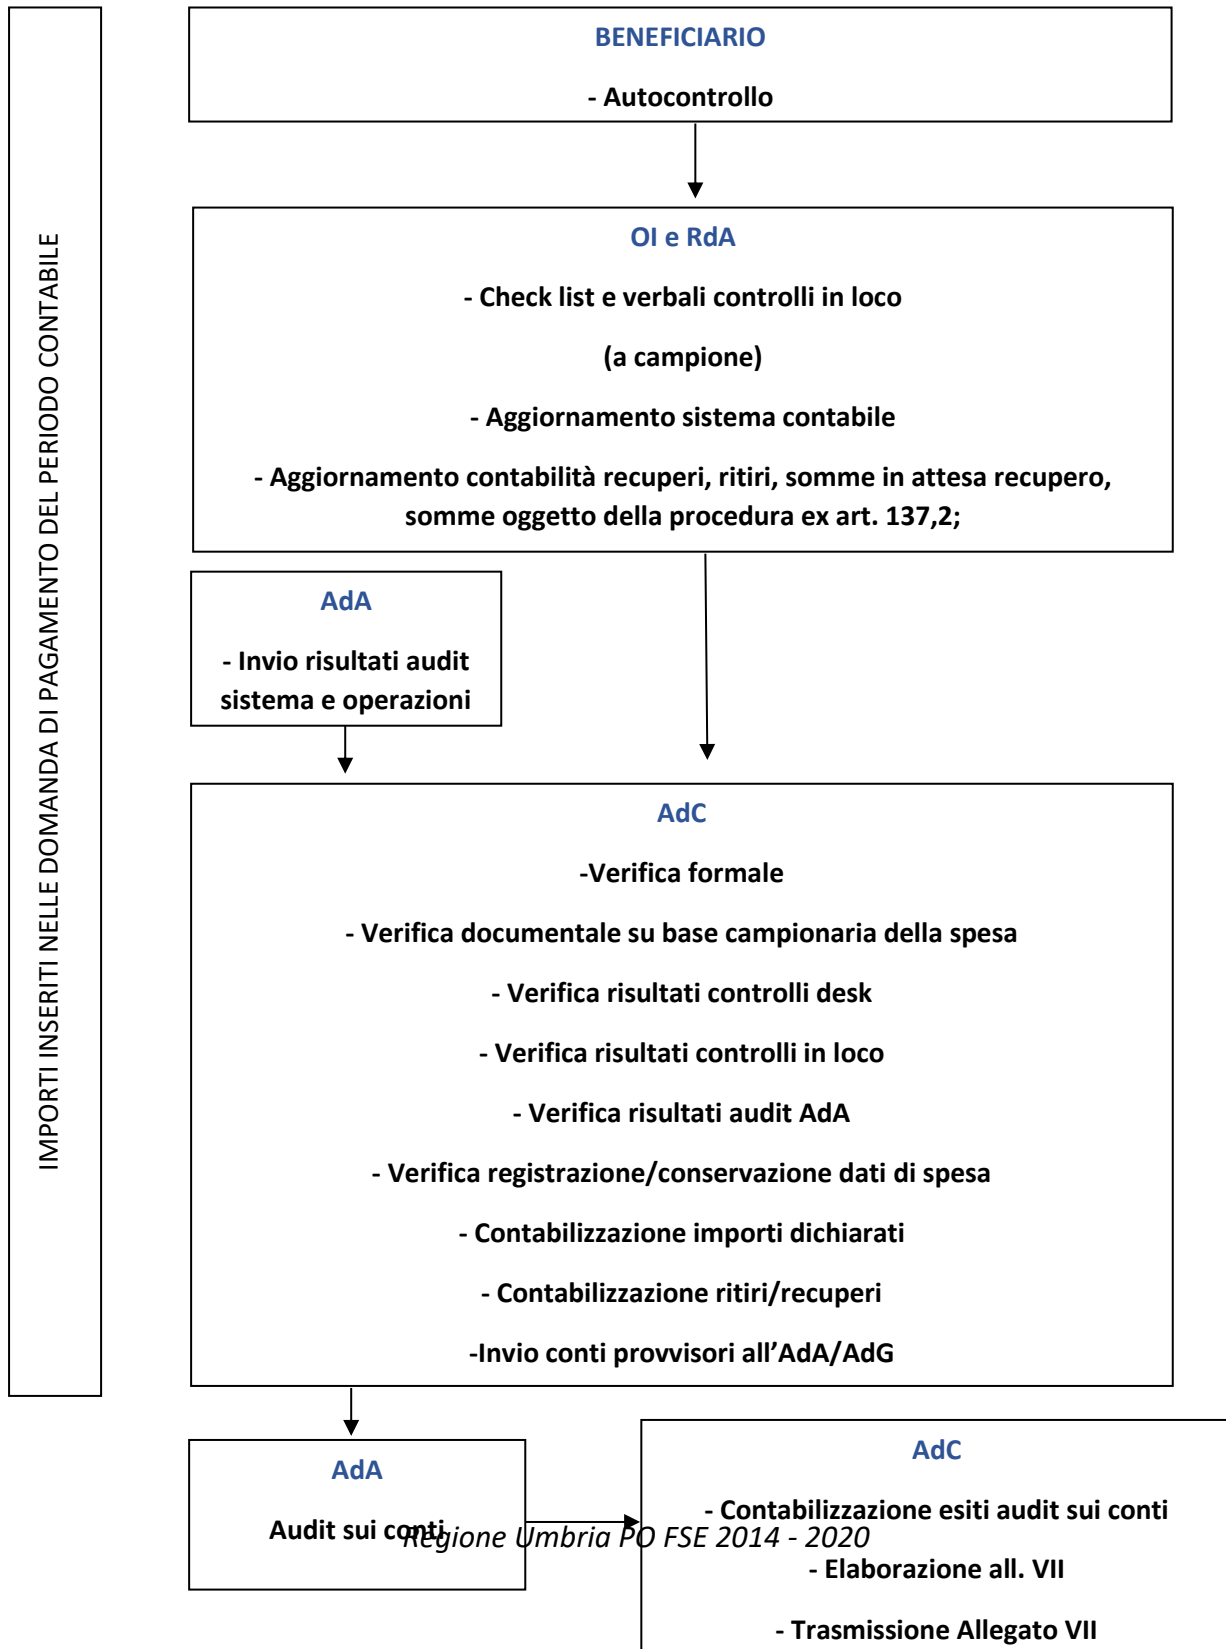 IMPORTI INSERITI NELLE DOMANDA DI PAGAMENTO DEL PERIODO CONTABILE
BENEFICIARIO
- Autocontrollo
OI e RdA
- Check list e verbali controlli in loco
(a campione)
- Aggiornamento sistema contabile
- Aggiornamento contabilità recuperi, ritiri, somme in attesa recupero,
somme oggetto della procedura ex art. 137,2;
AdA
- Invio risultati audit
sistema e operazioni
AdC
-Verifica formale
- Verifica documentale su base campionaria della spesa
- Verifica risultati controlli desk
- Verifica risultati controlli in loco
- Verifica risultati audit AdA
- Verifica registrazione/conservazione dati di spesa
- Contabilizzazione importi dichiarati
- Contabilizzazione ritiri/recuperi
-Invio conti provvisori all’AdA/AdG
AdA
Audit sui conti
AdC
- Contabilizzazione esiti audit sui conti
- Elaborazione all. VII
- Trasmissione Allegato VII
Regione Umbria PO FSE 2014 - 2020